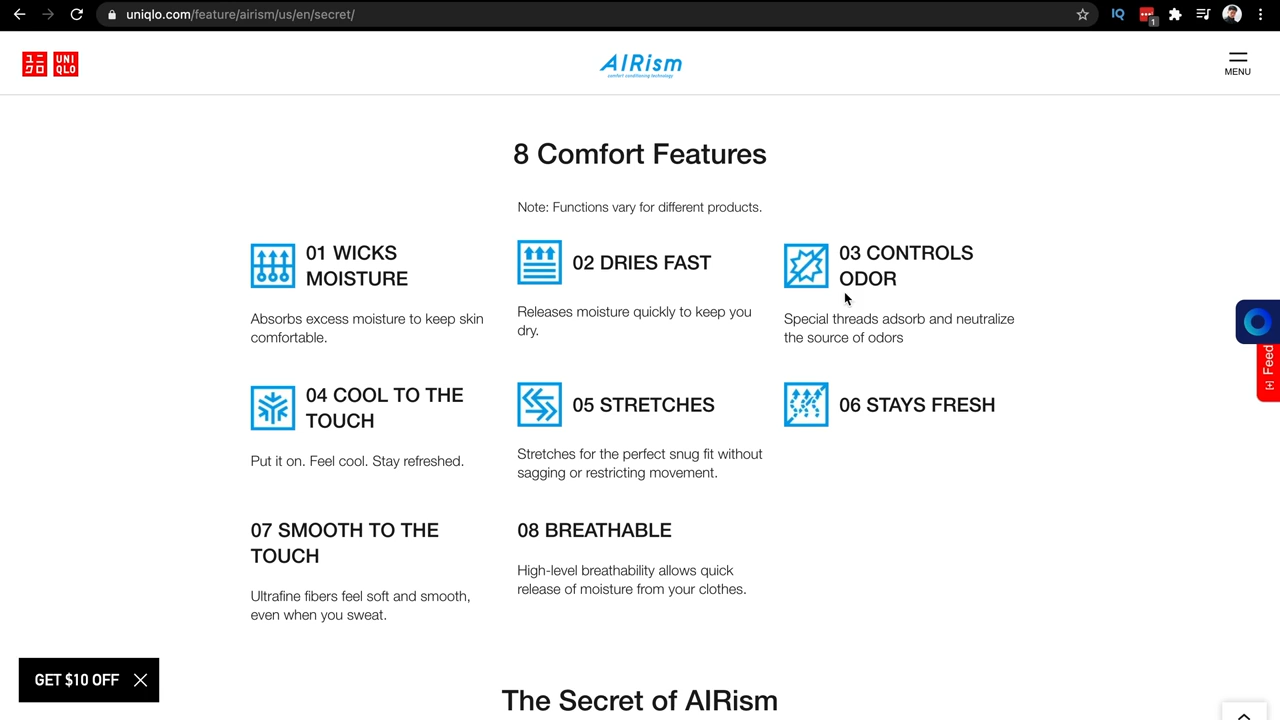 uniqlo.com/feature/airism/us/en/secret/
IQ
1
ユニ
クロ
UNI
QLO
AIRism
comfort conditioning technology
MENU
8 Comfort Features
Note: Functions vary for different products.
01 WICKS
MOISTURE
Absorbs excess moisture to keep skin
comfortable.
02 DRIES FAST
Releases moisture quickly to keep you
dry.
03 CONTROLS
ODOR
Special threads adsorb and neutralize
the source of odors
04 COOL TO THE
TOUCH
Put it on. Feel cool. Stay refreshed.
05 STRETCHES
Stretches for the perfect snug fit without
sagging or restricting movement.
06 STAYS FRESH
07 SMOOTH TO THE
TOUCH
Ultrafine fibers feel soft and smooth,
even when you sweat.
08 BREATHABLE
High-level breathability allows quick
release of moisture from your clothes.
[+] Feed
GET $10 OFF
The Secret of AIRism